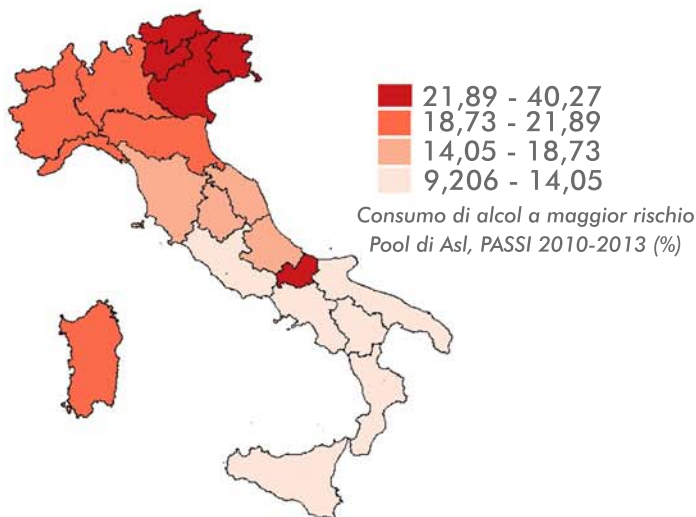 21,89 - 40,27
18,73 - 21,89
14,05 - 18,73
9,206 - 14,05
Consumo di alcol a maggior rischio
Pool di Asl, PASSI 2010-2013 (%)